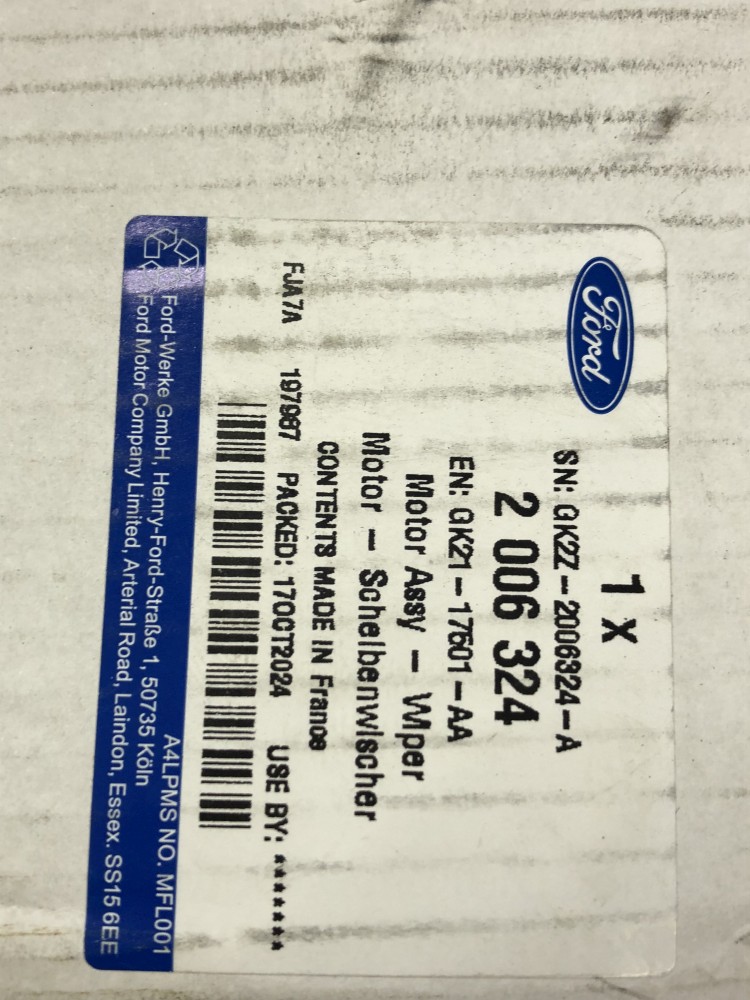 Ford
1 X
SN: GK2Z-2006324-A
2 006 324
EN: GK21-17501-AA
Motor Assy - Wiper
Motor - Scheibenwischer
CONTENTS MADE IN France
FJA7A 197987 PACKED: 17OCT2024 USE BY: *******
A4LPMS NO. MFL001
Ford-Werke GmbH, Henry-Ford-Straße 1, 50735 Köln
Ford Motor Company Limited, Arterial Road, Laindon, Essex. SS15 6EE